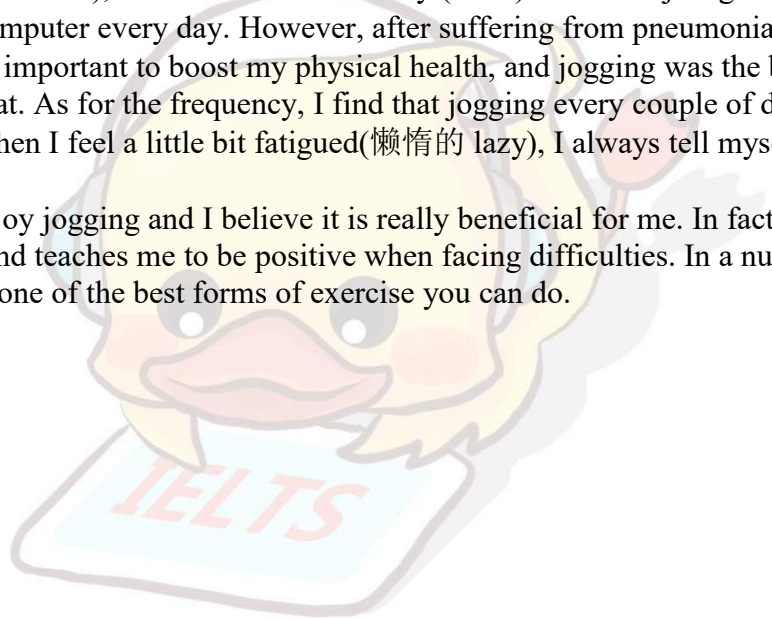 mputer every day. However, after suffering from pneumonia
important to boost my physical health, and jogging was the
at. As for the frequency, I find that jogging every couple of
hen I feel a little bit fatigued(懒惰的 lazy), I always tell
oy jogging and I believe it is really beneficial for me. In fact
nd teaches me to be positive when facing difficulties. In a
one of the best forms of exercise you can do.
IELTS